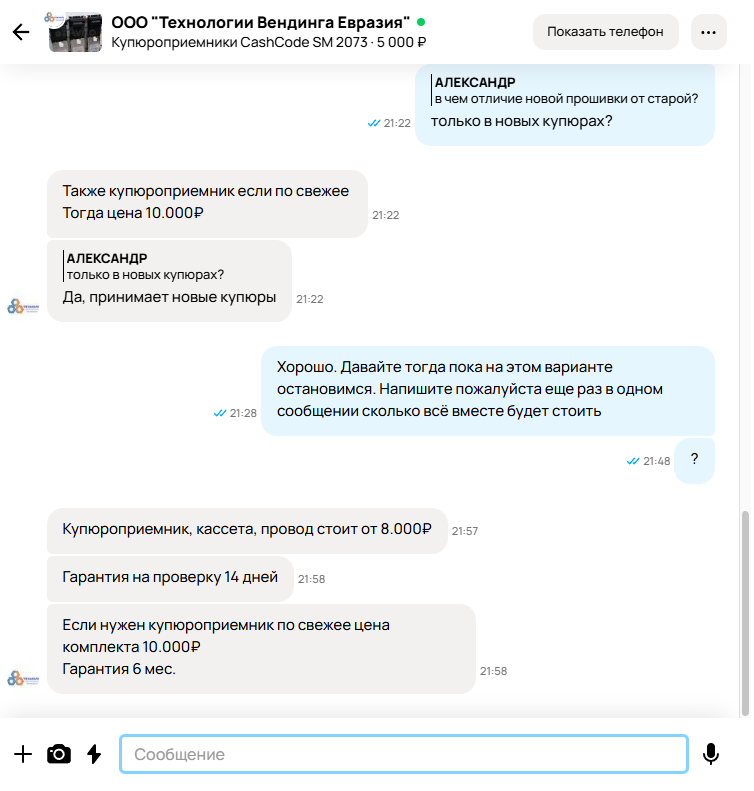 ООО "Технологии Вендинга Евразия"
Купюроприемники CashCode SM 2073 · 5 000 ₽
Показать телефон
АЛЕКСАНДР
в чем отличие новой прошивки от старой?
только в новых купюрах?
21:22
Также купюроприемник если по свежее
Тогда цена 10.000₽
21:22
АЛЕКСАНДР
только в новых купюрах?
Да, принимает новые купюры
21:22
Хорошо. Давайте тогда пока на этом варианте
остановимся. Напишите пожалуйста еще раз в одном
сообщении сколько всё вместе будет стоить
21:28
?
21:48
Купюроприемник, кассета, провод стоит от 8.000₽
21:57
Гарантия на проверку 14 дней
21:58
Если нужен купюроприемник по свежее цена
комплекта 10.000₽
Гарантия 6 мес.
21:58
Сообщение